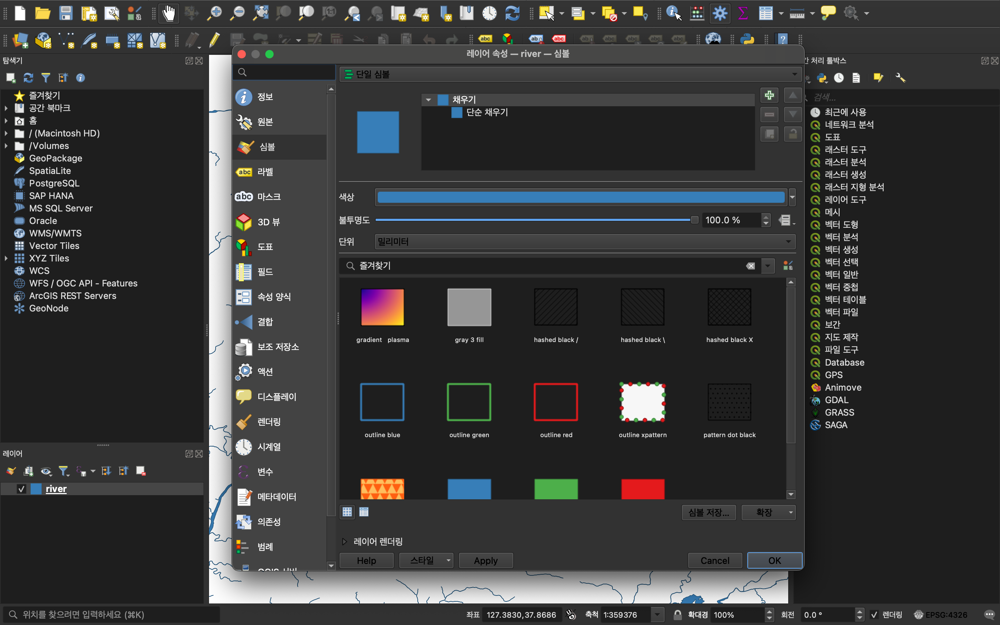 레이어 속성 — river — 심볼
탐색기
즐겨찾기
공간 북마크
홈
/ (Macintosh HD)
/Volumes
GeoPackage
SpatiaLite
PostgreSQL
SAP HANA
MS SQL Server
Oracle
WMS/WMTS
Vector Tiles
XYZ Tiles
WCS
WFS / OGC API - Features
ArcGIS REST Servers
GeoNode
레이어
river
정보
원본
심볼
abc 라벨
abc 마스크
3D 뷰
도표
필드
속성 양식
결합
보조 저장소
액션
디스플레이
렌더링
시계열
변수
메타데이터
의존성
범례
단일 심볼
채우기
단순 채우기
색상
불투명도 100.0 %
단위 밀리미터
즐겨찾기
gradient plasma
gray 3 fill
hashed black /
hashed black \
hashed black X
outline blue
outline green
outline red
outline xpattern
pattern dot black
심볼 저장...
확장
레이어 렌더링
Help
스타일
Apply
Cancel
OK
처리 툴박스
검색...
최근에 사용
네트워크 분석
도표
래스터 도구
래스터 분석
래스터 생성
래스터 지형 분석
레이어 도구
메시
벡터 도형
벡터 분석
벡터 생성
벡터 선택
벡터 일반
벡터 중첩
벡터 테이블
벡터 파일
보간
지도 제작
파일 도구
Database
GPS
Animove
GDAL
GRASS
SAGA
위치를 찾으려면 입력하세요 (⌘K)
좌표 127.3830,37.8686
축척 1:359376
확대경 100%
회전 0.0 °
렌더링
EPSG:4326